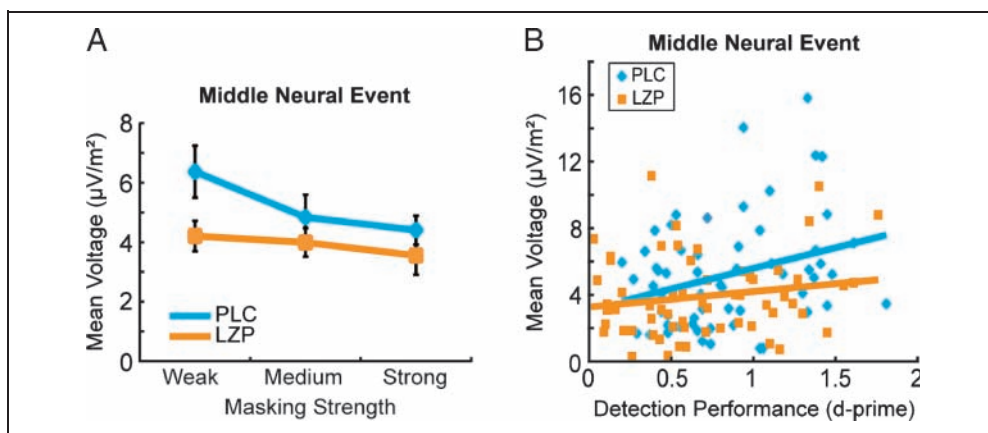 A
Middle Neural Event
Mean Voltage (µV/m²)
8
6
4
2
0
PLC
LZP
Weak Medium Strong
Masking Strength
B
Middle Neural Event
PLC
LZP
Mean Voltage (µV/m²)
16
12
8
4
0
0 0.5 1 1.5 2
Detection Performance (d-prime)